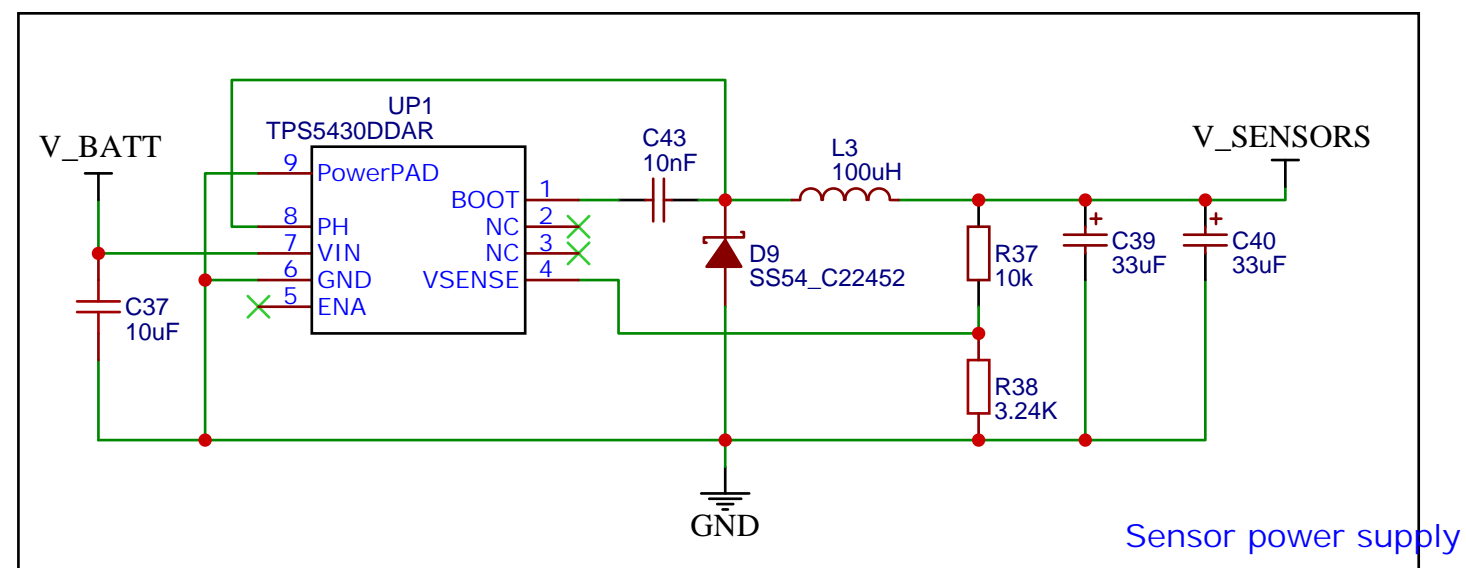 UP1
TPS5430DDAR
V_BATT
9
PowerPAD
8
PH
7
VIN
6
GND
5
ENA
BOOT
1
NC
2
NC
3
VSENSE
4
C37
10uF
C43
10nF
L3
100uH
V_SENSORS
D9
SS54_C22452
R37
10k
R38
3.24K
+
C39
33uF
+
C40
33uF
GND
Sensor power supply